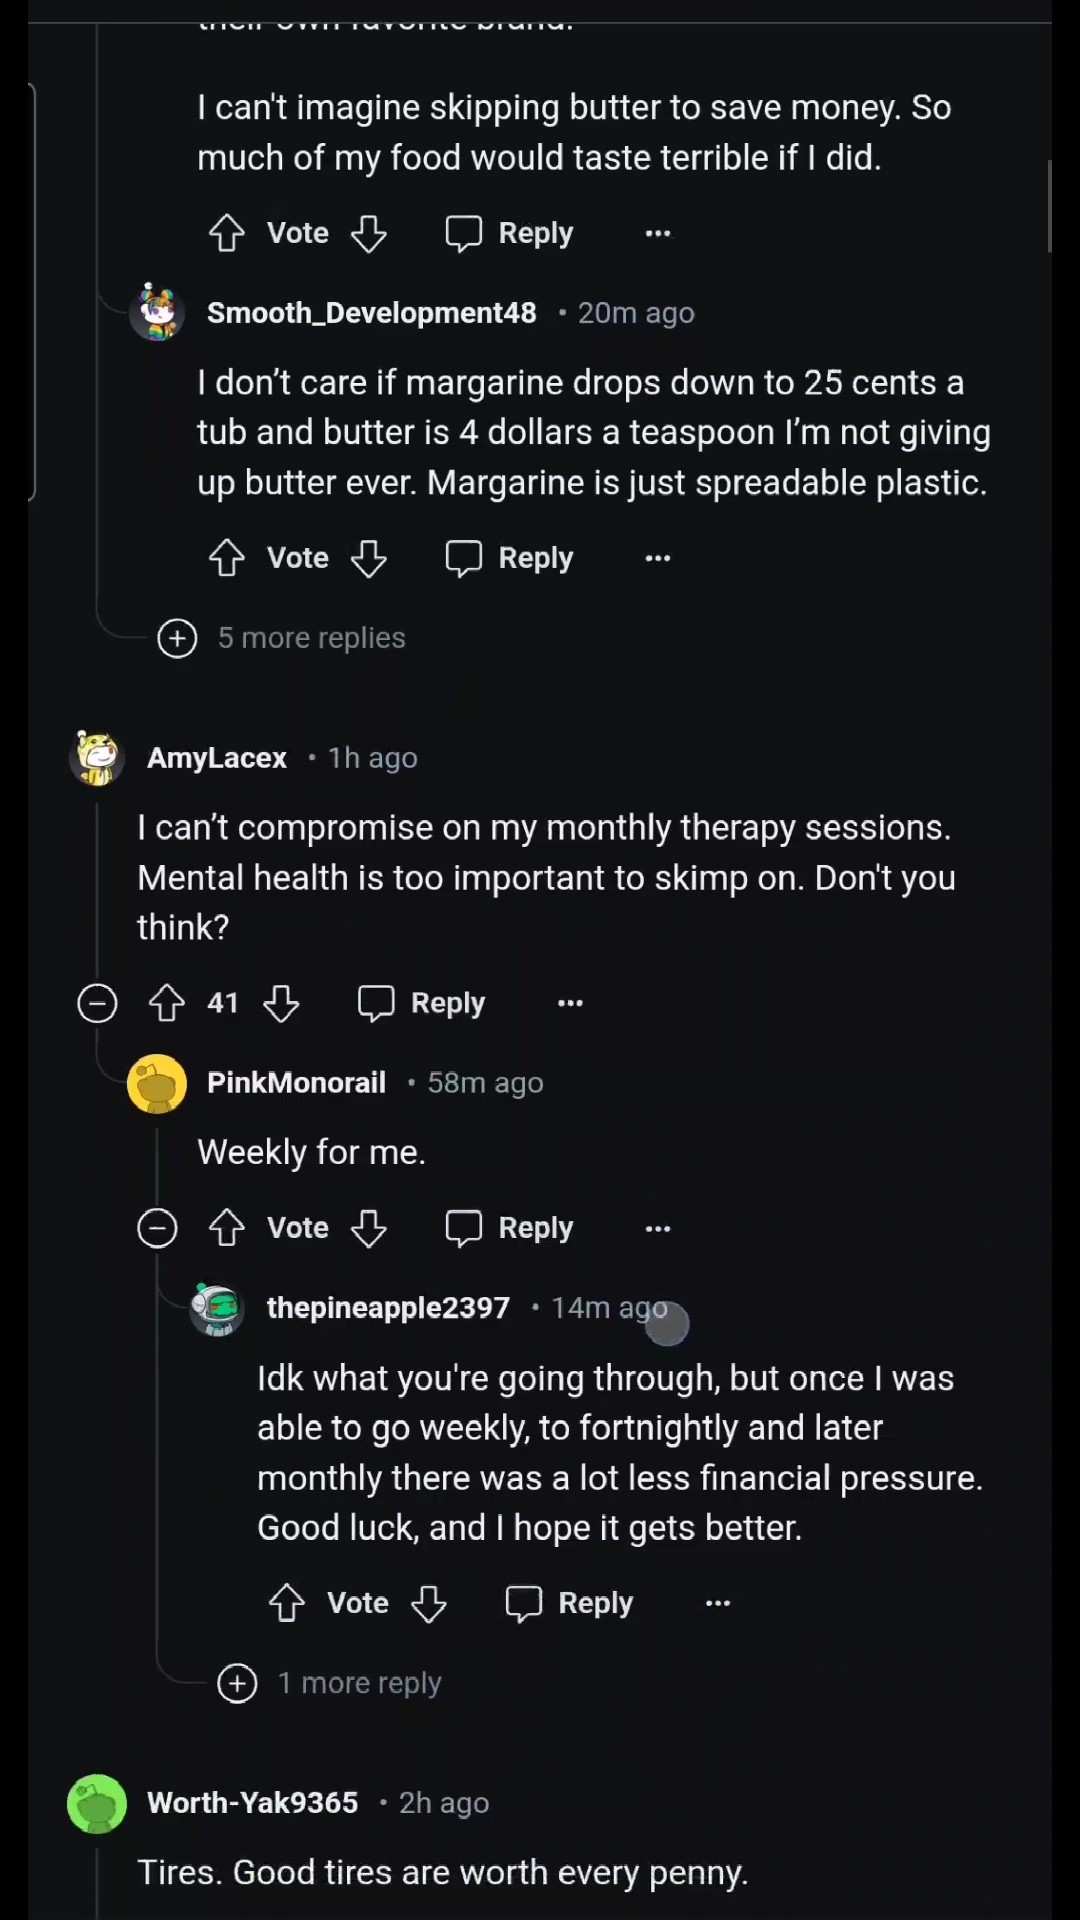 their own favorite brand.
I can't imagine skipping butter to save money. So
much of my food would taste terrible if I did.
Vote Reply ...
Smooth_Development48 • 20m ago
I don’t care if margarine drops down to 25 cents a
tub and butter is 4 dollars a teaspoon I’m not giving
up butter ever. Margarine is just spreadable plastic.
Vote Reply ...
5 more replies
AmyLacex • 1h ago
I can’t compromise on my monthly therapy sessions.
Mental health is too important to skimp on. Don't you
think?
41 Reply ...
PinkMonorail • 58m ago
Weekly for me.
Vote Reply ...
thepineapple2397 • 14m ago
Idk what you're going through, but once I was
able to go weekly, to fortnightly and later
monthly there was a lot less financial pressure.
Good luck, and I hope it gets better.
Vote Reply ...
1 more reply
Worth-Yak9365 • 2h ago
Tires. Good tires are worth every penny.